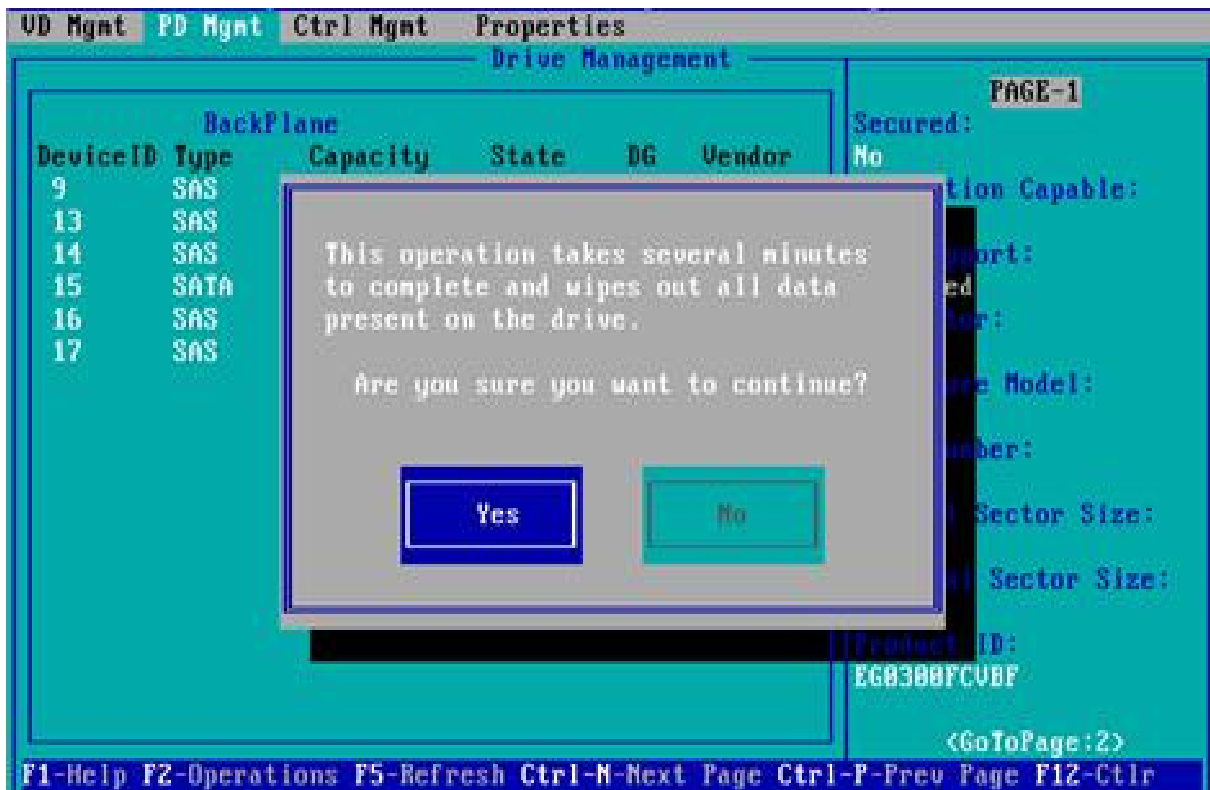 VD Mgmt PD Mgmt Ctrl Mgmt Properties
Drive Management
BackPlane
DeviceID Type Capacity State DG Vendor
9 SAS
13 SAS
14 SAS
15 SATA
16 SAS
17 SAS
This operation takes several minutes
to complete and wipes out all data
present on the drive.
Are you sure you want to continue?
Yes No
PAGE-1
Secured:
No
tion Capable:
ort:
ed
r:
e Model:
ber:
Sector Size:
Sector Size:
Product ID:
EG0300FCVBF
<GoToPage:2>
F1-Help F2-Operations F5-Refresh Ctrl-N-Next Page Ctrl-P-Prev Page F12-Ctlr